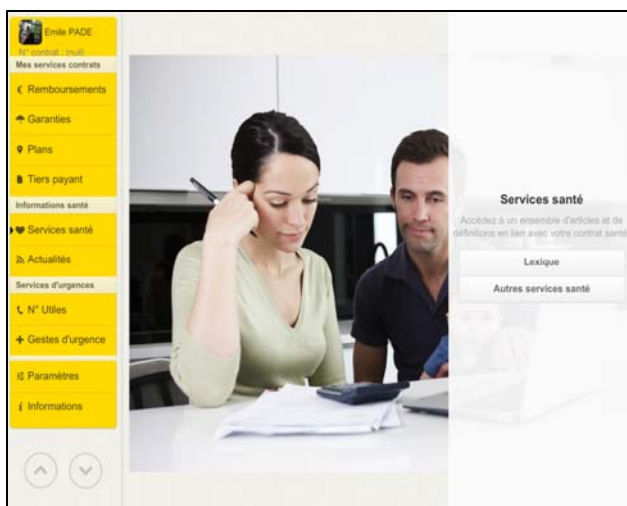 Emile PADE
N° contrat : (null)
Mes services contrats
Remboursements
Garanties
Plans
Tiers payant
Informations santé
Services santé
Actualités
Services d'urgences
N° Utiles
Gestes d'urgence
Paramètres
Informations
Services santé
Accédez à un ensemble d'articles et de
définitions en lien avec votre contrat santé
Lexique
Autres services santé